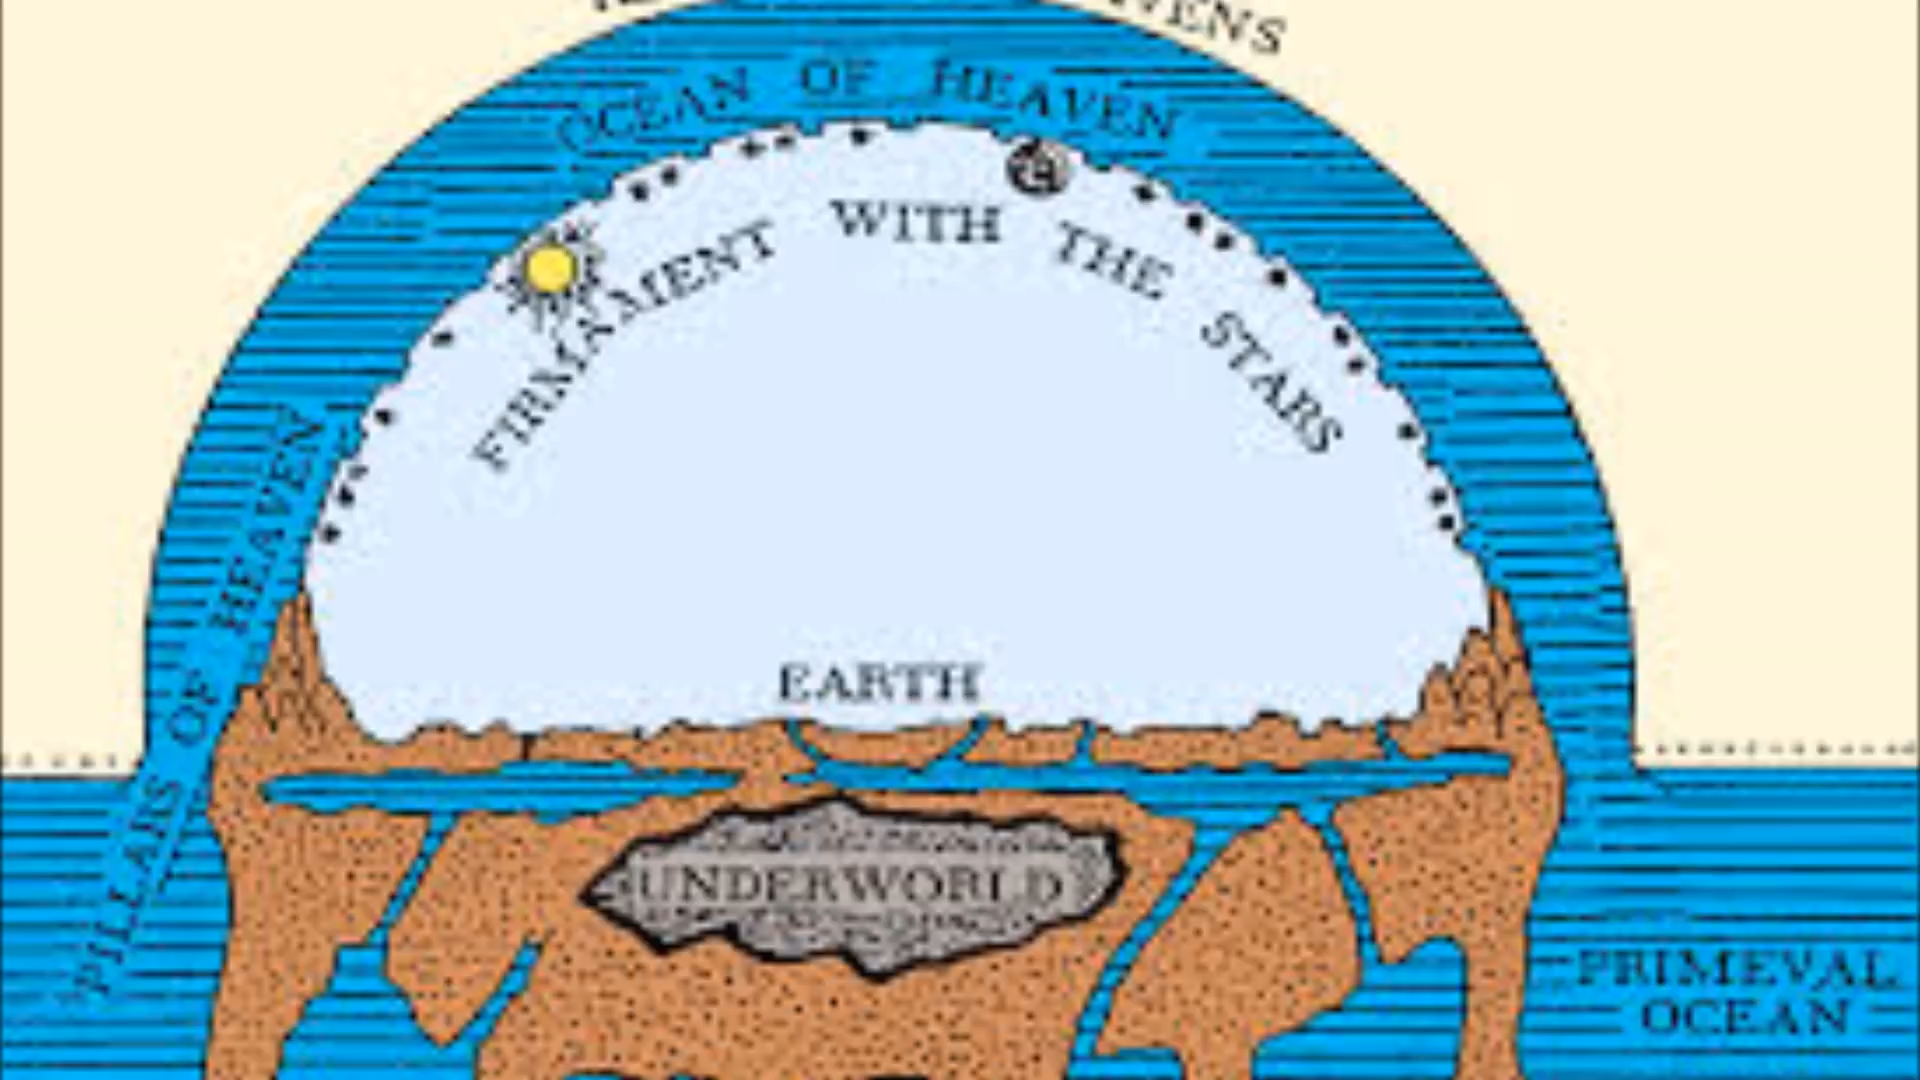 OCEAN OF HEAVEN
FIRMAMENT WITH THE STARS
PILLARS OF HEAVEN
EARTH
UNDERWORLD
PRIMEVAL
OCEAN